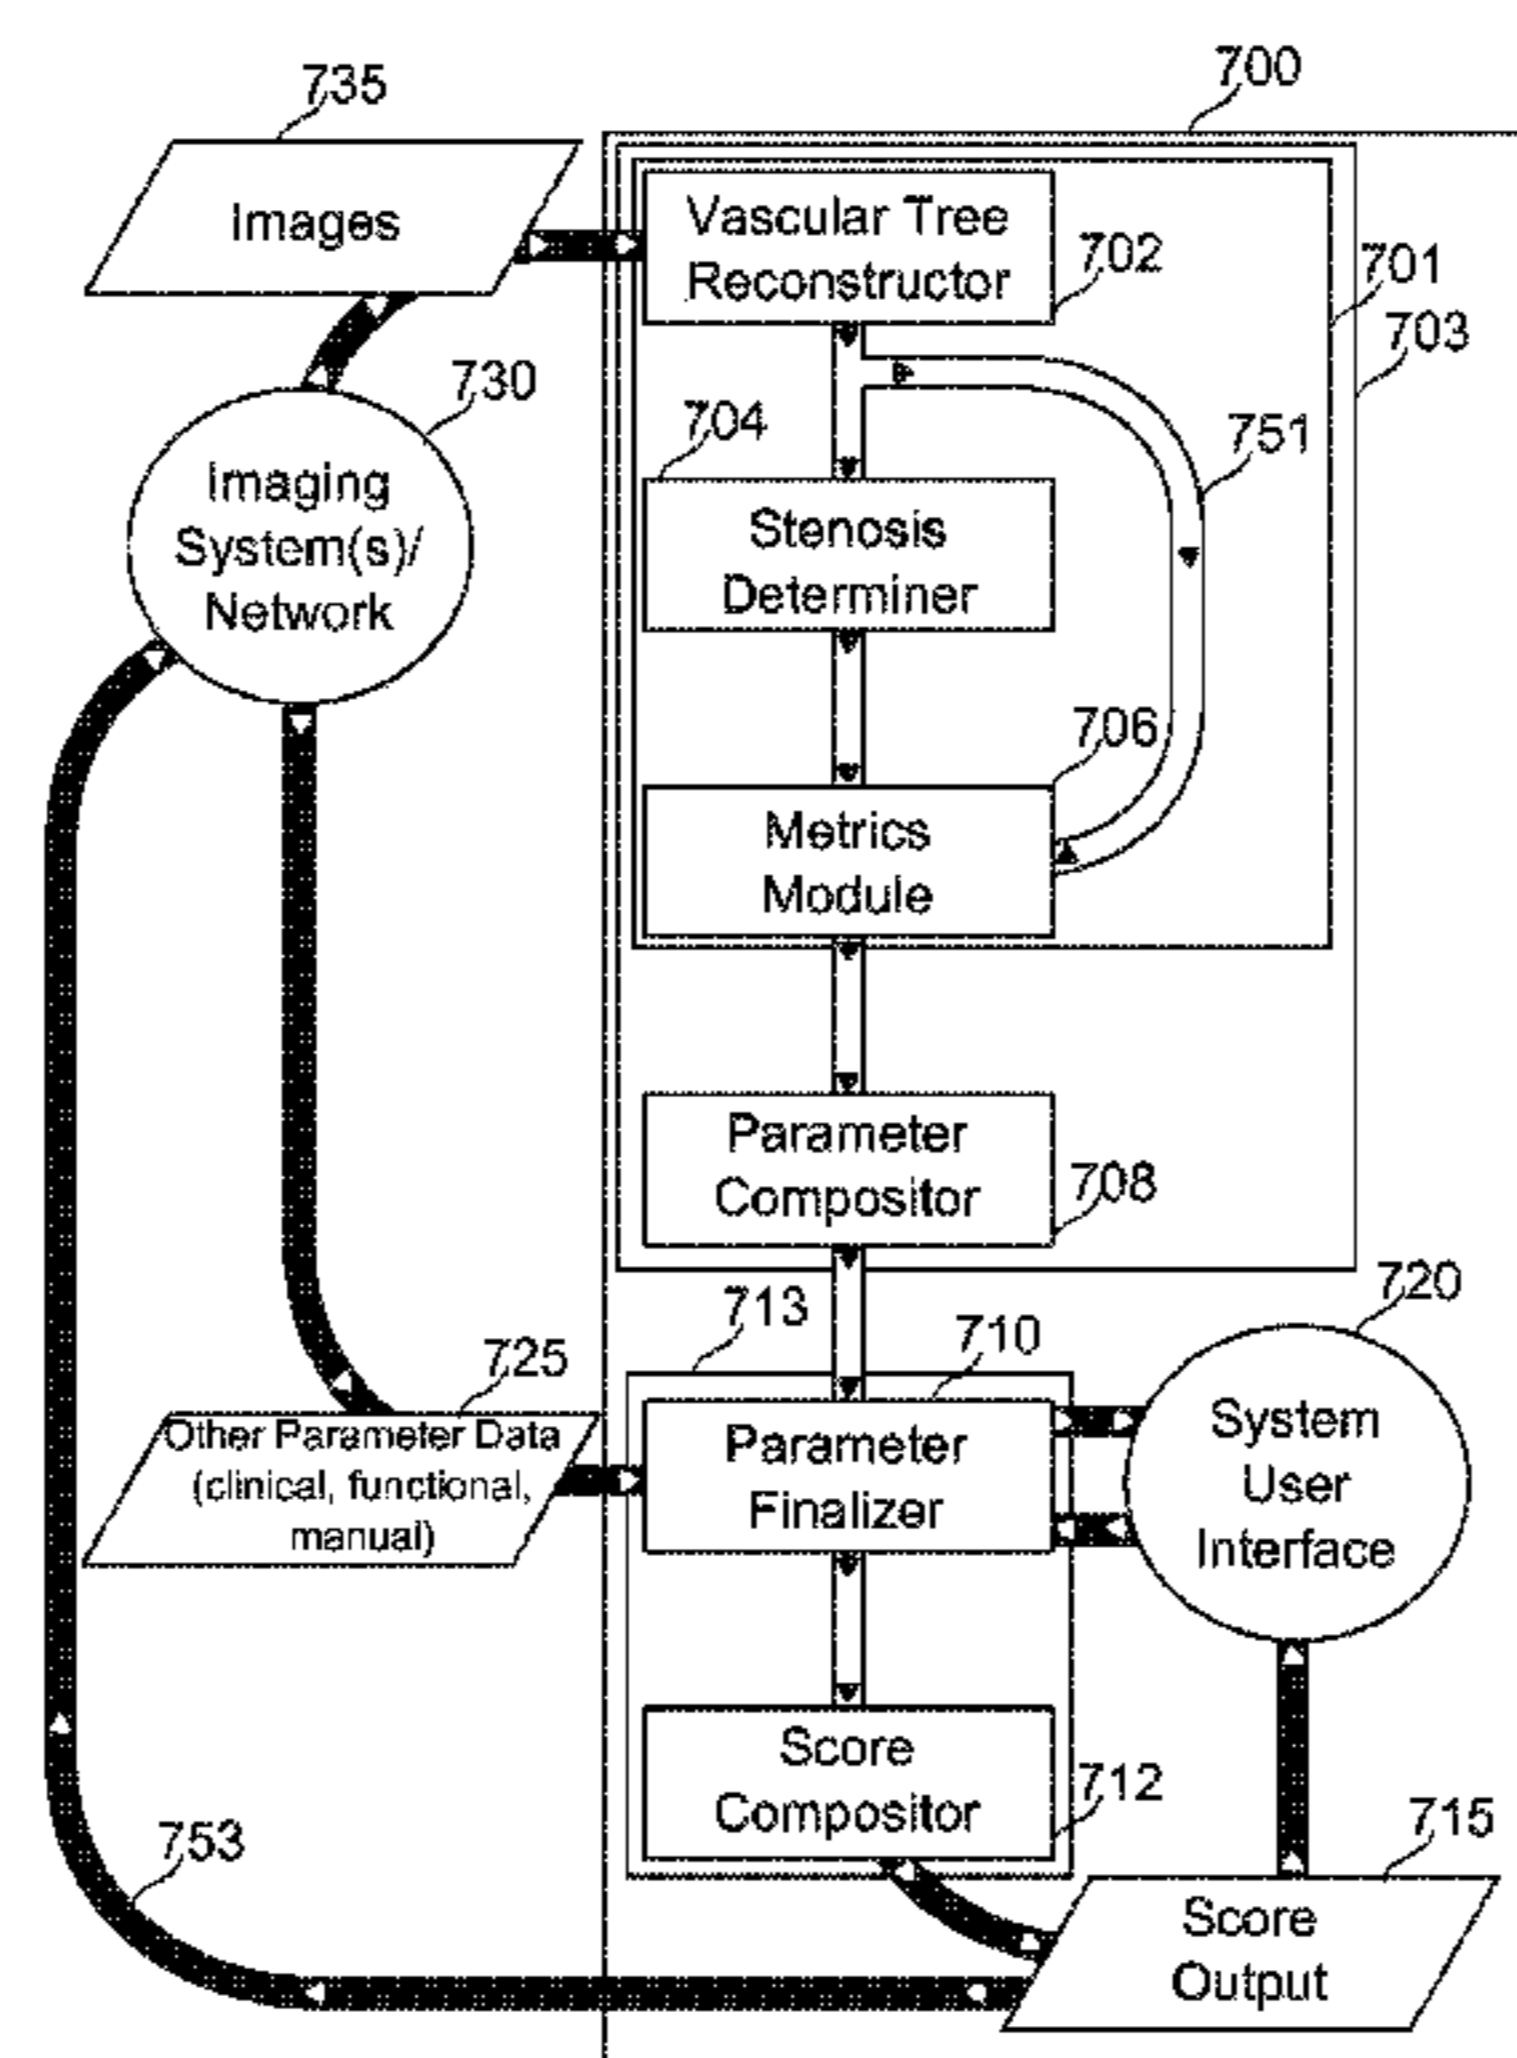 700
735
Images
Vascular Tree
Reconstructor
702
701
703
730
Imaging
System(s)/
Network
704
751
Stenosis
Determiner
706
Metrics
Module
Parameter
Compositor
708
720
713
710
725
Other Parameter Data
(clinical, functional,
manual)
Parameter
Finalizer
System
User
Interface
Score
Compositor
712
753
715
Score
Output